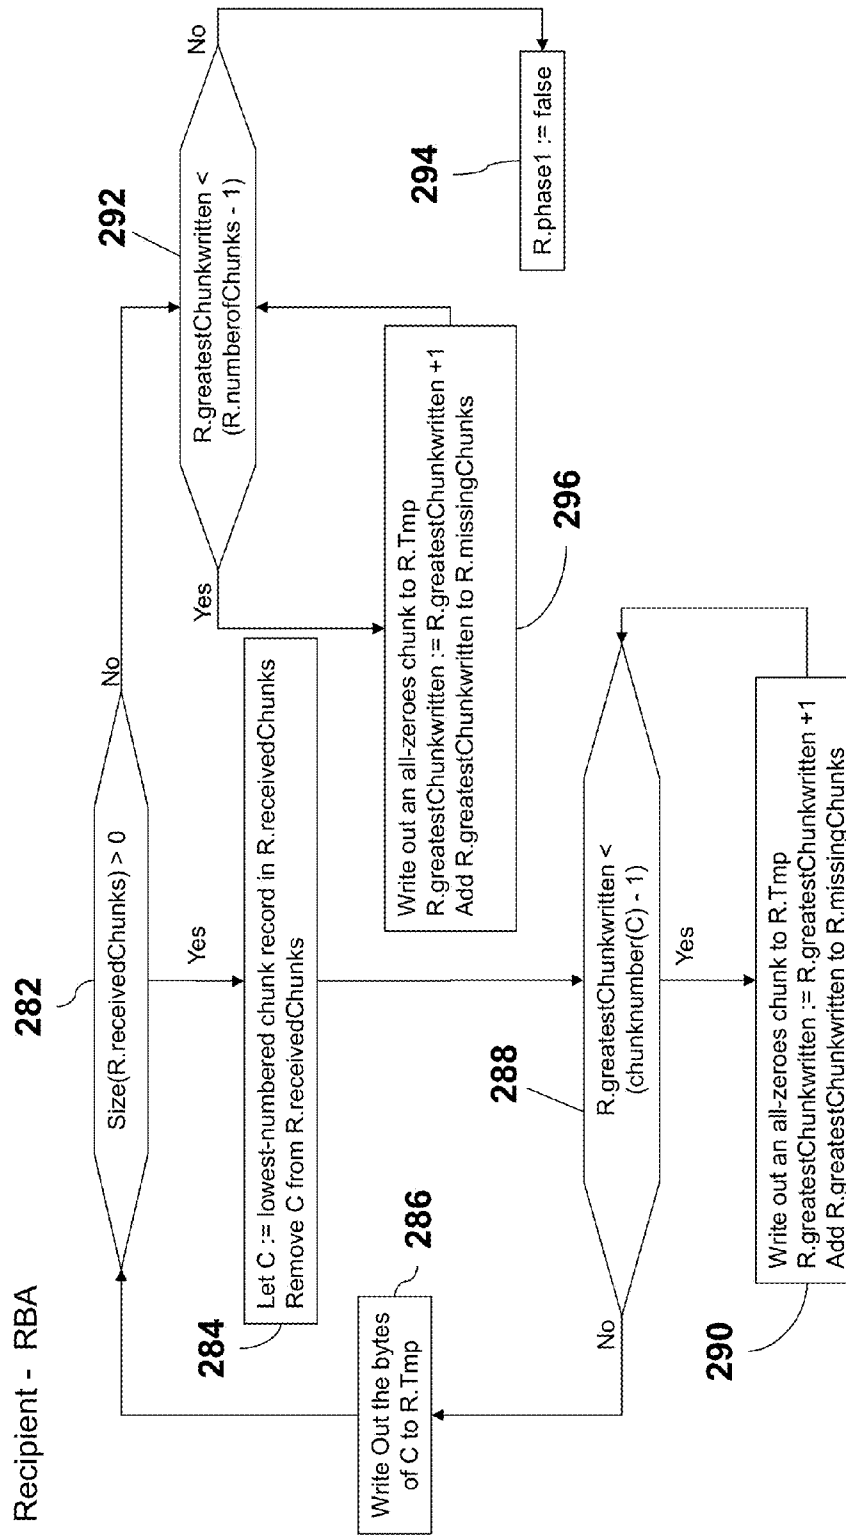 Recipient - RBA
282
Size(R.receivedChunks) > 0
No
Yes
284
Let C := lowest-numbered chunk record in R.receivedChunks
Remove C from R.receivedChunks
286
Write Out the bytes
of C to R.Tmp
288
R.greatestChunkwritten <
(chunknumber(C) - 1)
No
Yes
290
Write out an all-zeroes chunk to R.Tmp
R.greatestChunkwritten := R.greatestChunkwritten +1
Add R.greatestChunkwritten to R.missingChunks
292
R.greatestChunkwritten <
(R.numberofChunks - 1)
No
Yes
294
R.phase1 := false
296
Write out an all-zeroes chunk to R.Tmp
R.greatestChunkwritten := R.greatestChunkwritten +1
Add R.greatestChunkwritten to R.missingChunks